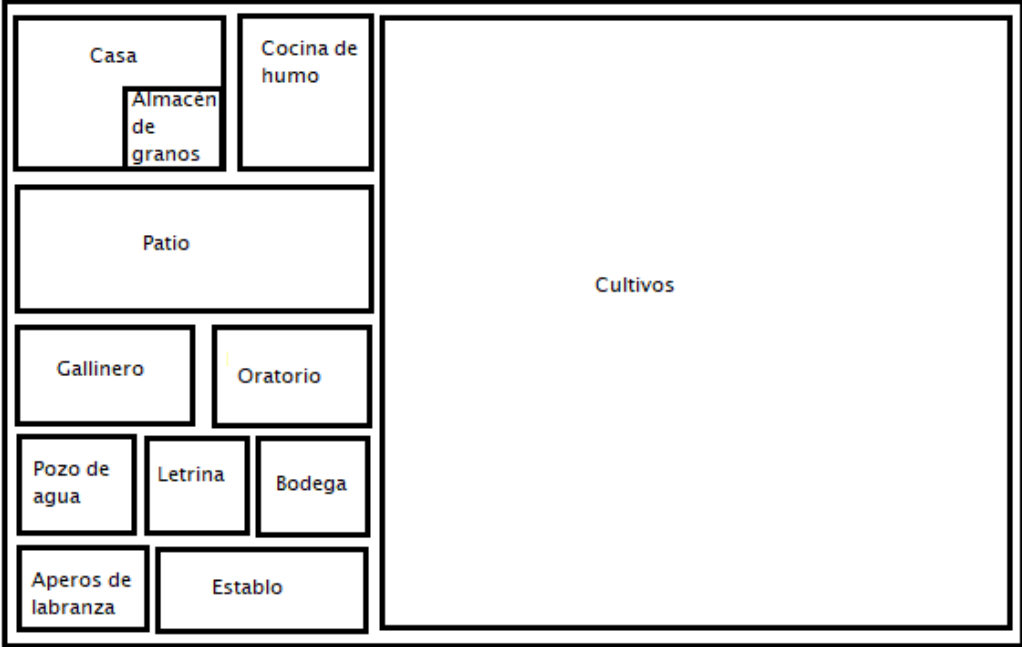 Casa
Almacén
de
granos
Cocina de
humo
Patio
Cultivos
Gallinero
Oratorio
Pozo de
agua
Letrina
Bodega
Aperos de
labranza
Establo